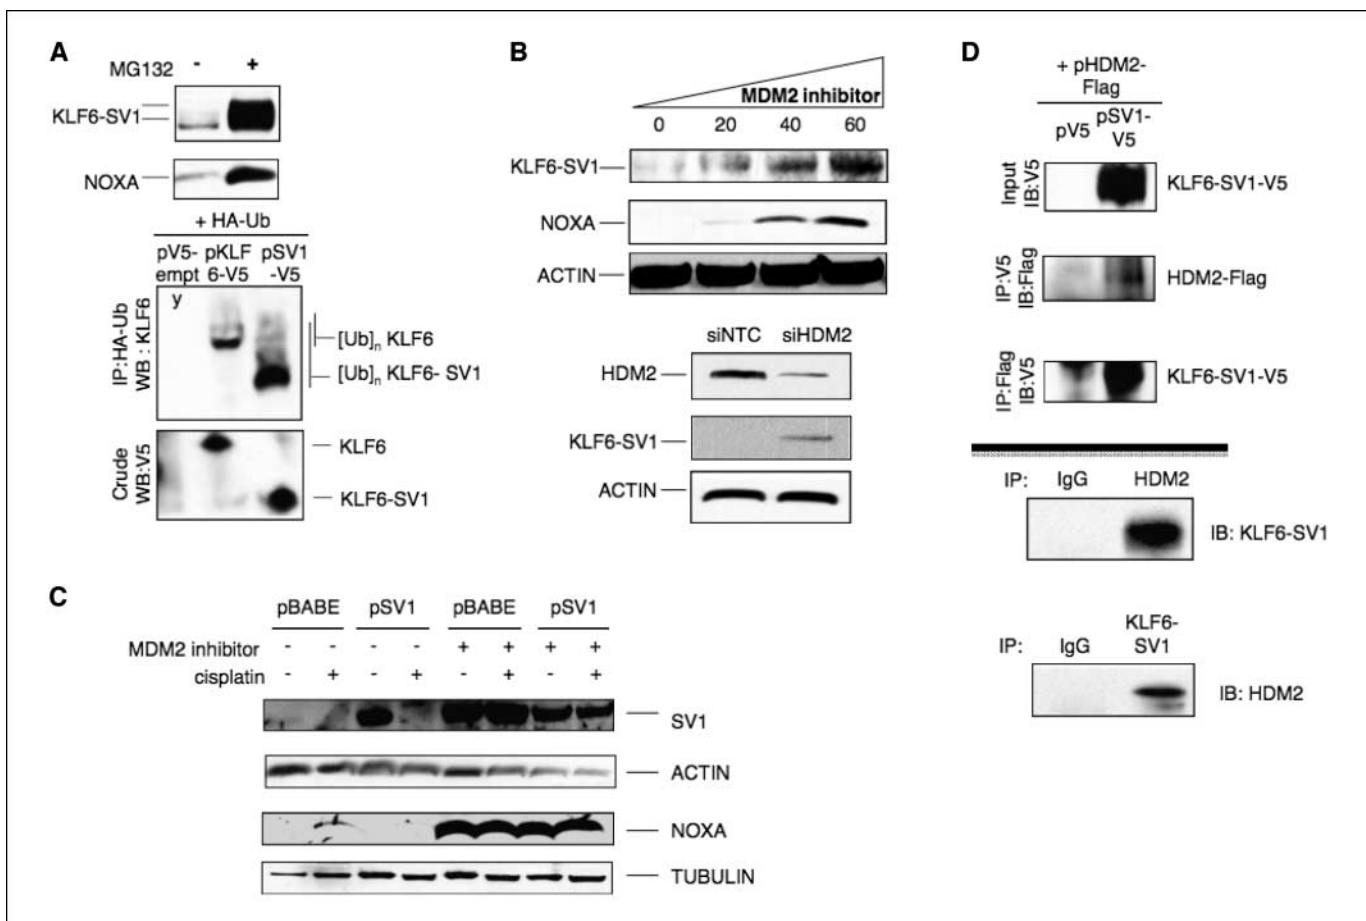 A
MG132 - +
KLF6-SV1
NOXA
+ HA-Ub
pV5- pKLF pSV1
empt 6-V5 -V5
y
IP:HA-Ub
WB : KLF6
[Ub]n KLF6
[Ub]n KLF6- SV1
Crude
WB:V5
KLF6
KLF6-SV1
B
MDM2 inhibitor
0 20 40 60
KLF6-SV1
NOXA
ACTIN
siNTC siHDM2
HDM2
KLF6-SV1
ACTIN
C
pBABE pSV1 pBABE pSV1
MDM2 inhibitor - - - - + + + +
cisplatin - + - + - + - +
SV1
ACTIN
NOXA
TUBULIN
D
+ pHDM2-
Flag
pV5 pSV1-
V5
Input
IB:V5
KLF6-SV1-V5
IP:V5
IB:Flag
HDM2-Flag
IP:Flag
IB:V5
KLF6-SV1-V5
IP: IgG HDM2
IB: KLF6-SV1
KLF6-
IP: IgG SV1
IB: HDM2